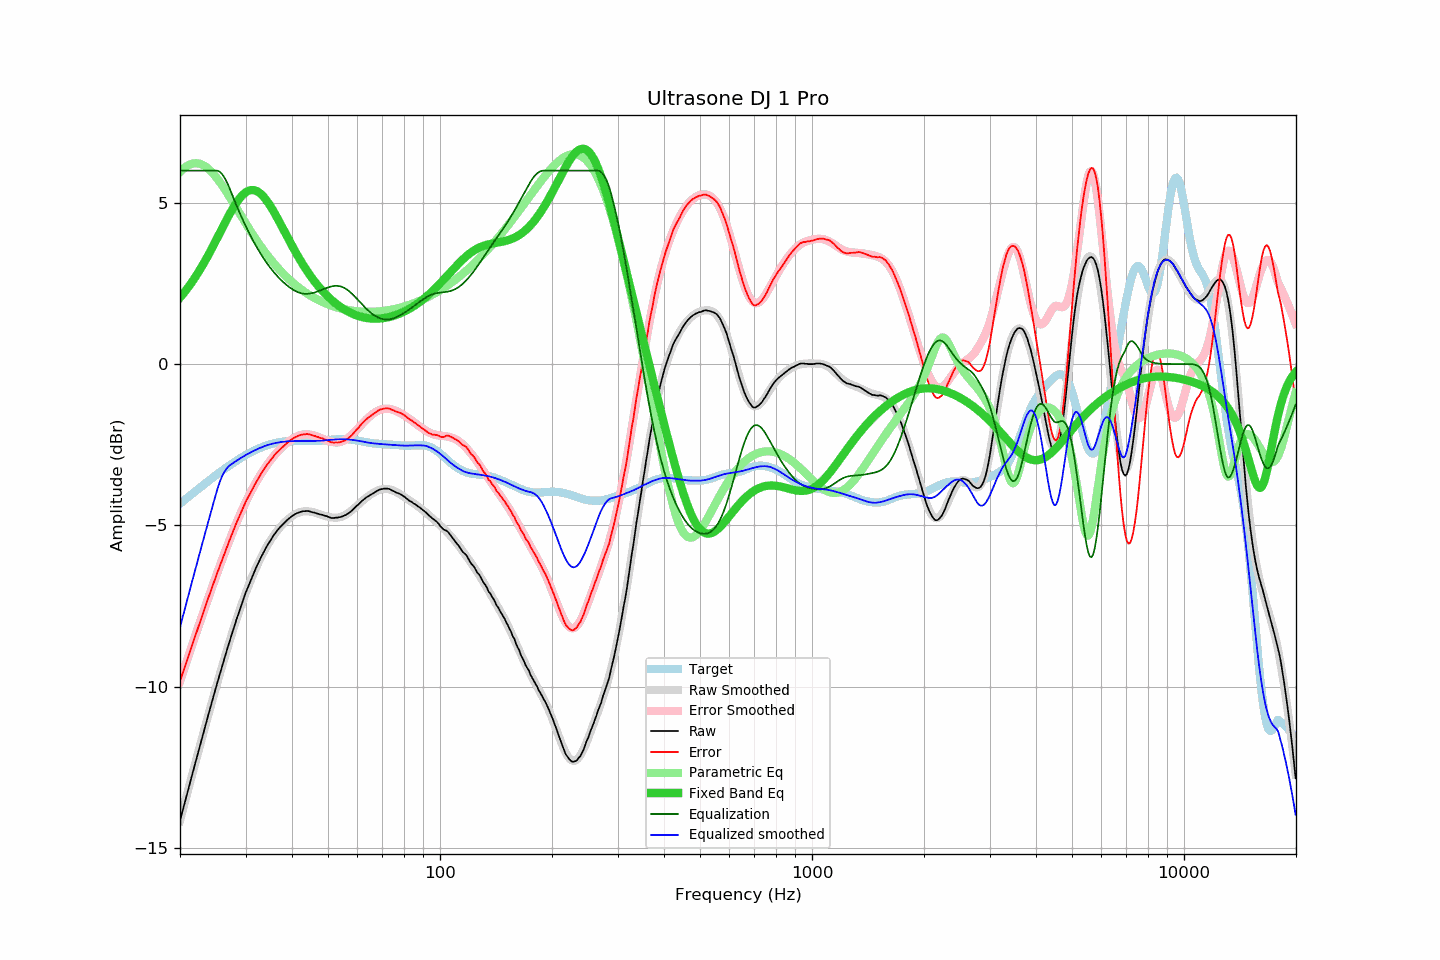 Ultrasone DJ 1 Pro
Amplitude (dBr)
5
0
−5
−10
−15
Target
Raw Smoothed
Error Smoothed
Raw
Error
Parametric Eq
Fixed Band Eq
Equalization
Equalized smoothed
100
1000
10000
Frequency (Hz)